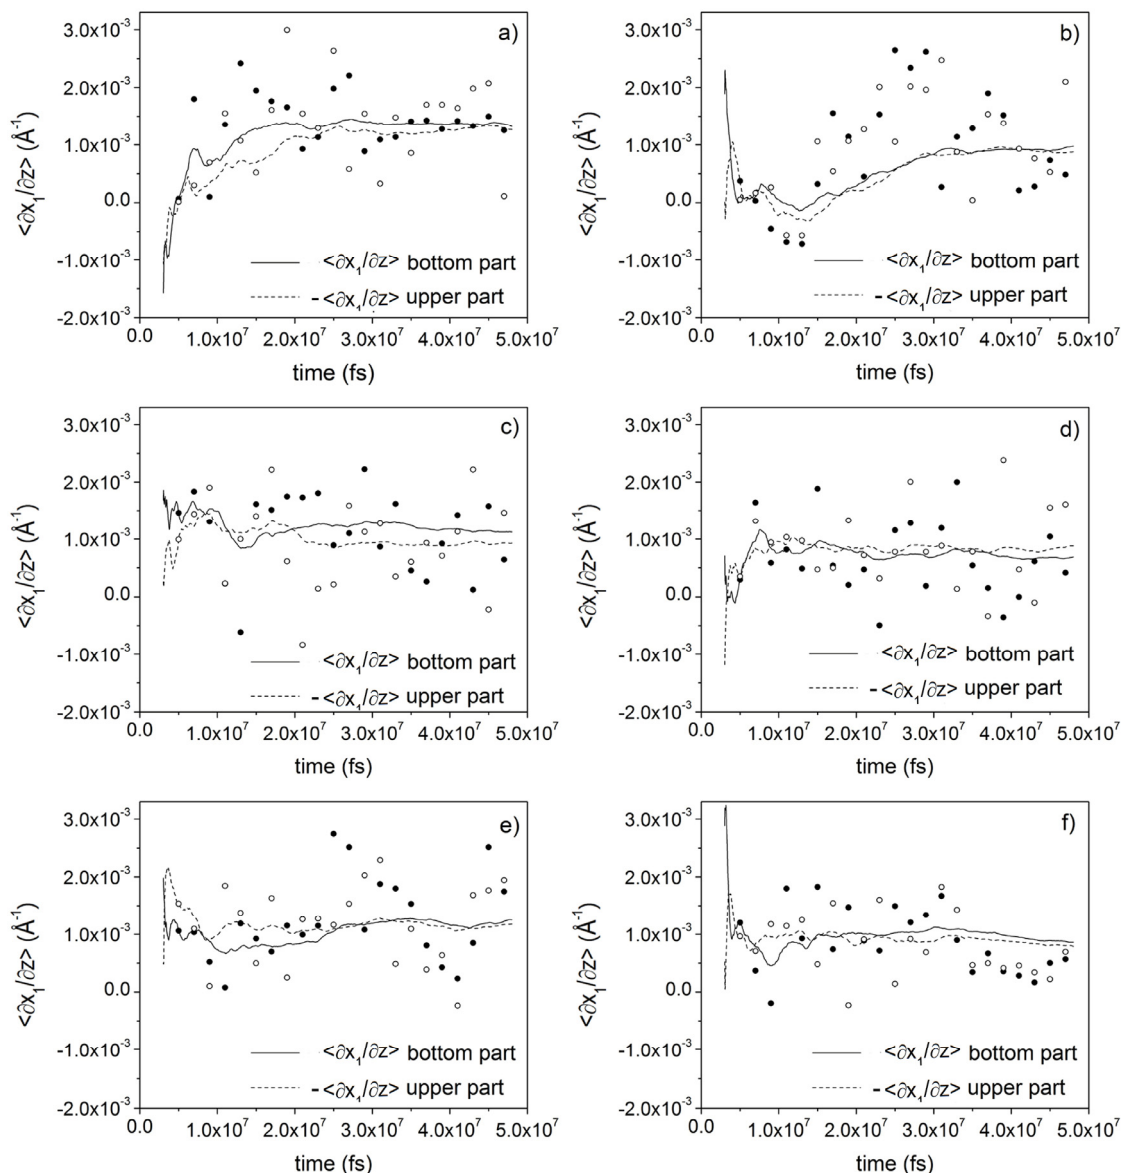 a)
3.0x10⁻³
2.0x10⁻³
1.0x10⁻³
0.0
-1.0x10⁻³
-2.0x10⁻³
<∂x₁/∂z> (Å⁻¹)
<∂x₁/∂z> bottom part
-<∂x₁/∂z> upper part
0.0 1.0x10⁷ 2.0x10⁷ 3.0x10⁷ 4.0x10⁷ 5.0x10⁷
time (fs)
b)
3.0x10⁻³
2.0x10⁻³
1.0x10⁻³
0.0
-1.0x10⁻³
-2.0x10⁻³
<∂x₁/∂z> (Å⁻¹)
<∂x₁/∂z> bottom part
-<∂x₁/∂z> upper part
0.0 1.0x10⁷ 2.0x10⁷ 3.0x10⁷ 4.0x10⁷ 5.0x10⁷
time (fs)
c)
3.0x10⁻³
2.0x10⁻³
1.0x10⁻³
0.0
-1.0x10⁻³
-2.0x10⁻³
<∂x₁/∂z> (Å⁻¹)
<∂x₁/∂z> bottom part
-<∂x₁/∂z> upper part
0.0 1.0x10⁷ 2.0x10⁷ 3.0x10⁷ 4.0x10⁷ 5.0x10⁷
time (fs)
d)
3.0x10⁻³
2.0x10⁻³
1.0x10⁻³
0.0
-1.0x10⁻³
-2.0x10⁻³
<∂x₁/∂z> (Å⁻¹)
<∂x₁/∂z> bottom part
-<∂x₁/∂z> upper part
0.0 1.0x10⁷ 2.0x10⁷ 3.0x10⁷ 4.0x10⁷ 5.0x10⁷
time (fs)
e)
3.0x10⁻³
2.0x10⁻³
1.0x10⁻³
0.0
-1.0x10⁻³
-2.0x10⁻³
<∂x₁/∂z> (Å⁻¹)
<∂x₁/∂z> bottom part
-<∂x₁/∂z> upper part
0.0 1.0x10⁷ 2.0x10⁷ 3.0x10⁷ 4.0x10⁷ 5.0x10⁷
time (fs)
f)
3.0x10⁻³
2.0x10⁻³
1.0x10⁻³
0.0
-1.0x10⁻³
-2.0x10⁻³
<∂x₁/∂z> (Å⁻¹)
<∂x₁/∂z> bottom part
-<∂x₁/∂z> upper part
0.0 1.0x10⁷ 2.0x10⁷ 3.0x10⁷ 4.0x10⁷ 5.0x10⁷
time (fs)